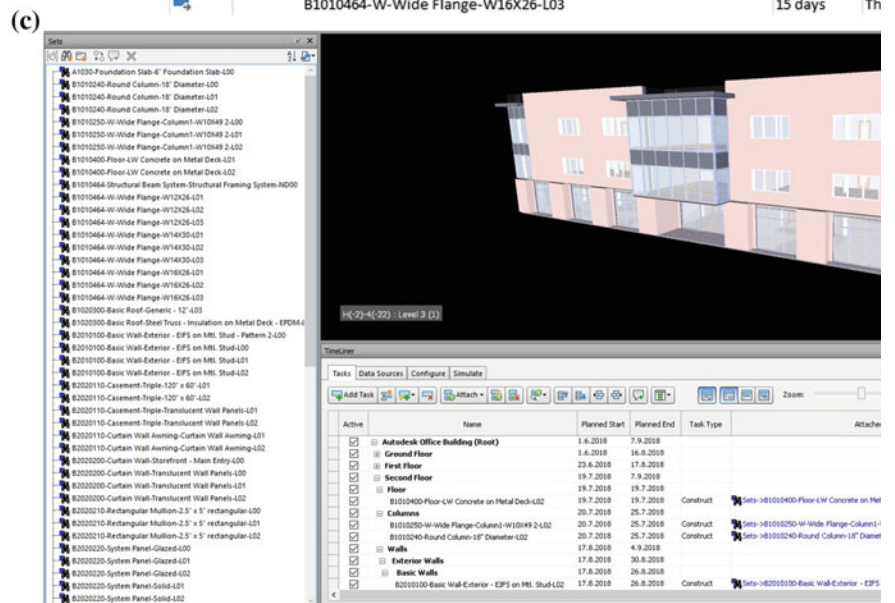 B1010464-W-Wide Flange-W16X26-L03 15 days Th
(c)
Sets
A1030-Foundation Slab-6" Foundation Slab-L00
B1010240-Round Column-18" Diameter-L00
B1010240-Round Column-18" Diameter-L01
B1010240-Round Column-18" Diameter-L02
B1010250-W-Wide Flange-Column1-W10X49 2-L00
B1010250-W-Wide Flange-Column1-W10X49 2-L01
B1010250-W-Wide Flange-Column1-W10X49 2-L02
B1010400-Floor-LW Concrete on Metal Deck-L01
B1010400-Floor-LW Concrete on Metal Deck-L02
B1010464-Structural Beam System-Structural Framing System-ND00
B1010464-W-Wide Flange-W12X26-L01
B1010464-W-Wide Flange-W12X26-L02
B1010464-W-Wide Flange-W12X26-L03
B1010464-W-Wide Flange-W14X30-L01
B1010464-W-Wide Flange-W14X30-L02
B1010464-W-Wide Flange-W14X30-L03
B1010464-W-Wide Flange-W16X26-L01
B1010464-W-Wide Flange-W16X26-L02
B1010464-W-Wide Flange-W16X26-L03
B1020300-Basic Roof-Generic - 12"-L03
B1020300-Basic Roof-Steel Truss - Insulation on Metal Deck - EPDM-L
B2010100-Basic Wall-Exterior - EIFS on Mtl. Stud - Pattern 2-L00
B2010100-Basic Wall-Exterior - EIFS on Mtl. Stud-L00
B2010100-Basic Wall-Exterior - EIFS on Mtl. Stud-L01
B2010100-Basic Wall-Exterior - EIFS on Mtl. Stud-L02
B2020110-Casement-Triple-120" x 60"-L01
B2020110-Casement-Triple-120" x 60"-L02
B2020110-Casement-Triple-Translucent Wall Panels-L01
B2020110-Casement-Triple-Translucent Wall Panels-L02
B2020110-Curtain Wall Awning-Curtain Wall Awning-L01
B2020110-Curtain Wall Awning-Curtain Wall Awning-L02
B2020200-Curtain Wall-Storefront - Main Entry-L00
B2020200-Curtain Wall-Translucent Wall Panels-L00
B2020200-Curtain Wall-Translucent Wall Panels-L01
B2020200-Curtain Wall-Translucent Wall Panels-L02
B2020210-Rectangular Mullion-2.5" x 5" rectangular-L00
B2020210-Rectangular Mullion-2.5" x 5" rectangular-L01
B2020210-Rectangular Mullion-2.5" x 5" rectangular-L02
B2020220-System Panel-Glazed-L00
B2020220-System Panel-Glazed-L01
B2020220-System Panel-Glazed-L02
B2020220-System Panel-Solid-L01
B2020220-System Panel-Solid-L02
H(-2)-4(-22) : Level 3 (1)
TimeLiner
Tasks Data Sources Configure Simulate
Add Task Attach Zoom:
Active Name Planned Start Planned End Task Type Attache
Autodesk Office Building (Root) 1.6.2018 7.9.2018
Ground Floor 1.6.2018 16.8.2018
First Floor 23.6.2018 17.8.2018
Second Floor 19.7.2018 7.9.2018
Floor 19.7.2018 19.7.2018
B1010400-Floor-LW Concrete on Metal Deck-L02 19.7.2018 19.7.2018 Construct Sets->B1010400-Floor-LW Concrete on Met
Columns 20.7.2018 25.7.2018
B1010250-W-Wide Flange-Column1-W10X49 2-L02 20.7.2018 25.7.2018 Construct Sets->B1010250-W-Wide Flange-Column1-
B1010240-Round Column-18" Diameter-L02 20.7.2018 25.7.2018 Construct Sets->B1010240-Round Column-18" Diamete
Walls 17.8.2018 4.9.2018
Exterior Walls 17.8.2018 30.8.2018
Basic Walls 17.8.2018 26.8.2018
B2010100-Basic Wall-Exterior - EIFS on Mtl. Stud-L02 17.8.2018 26.8.2018 Construct Sets->B2010100-Basic Wall-Exterior - EIFS